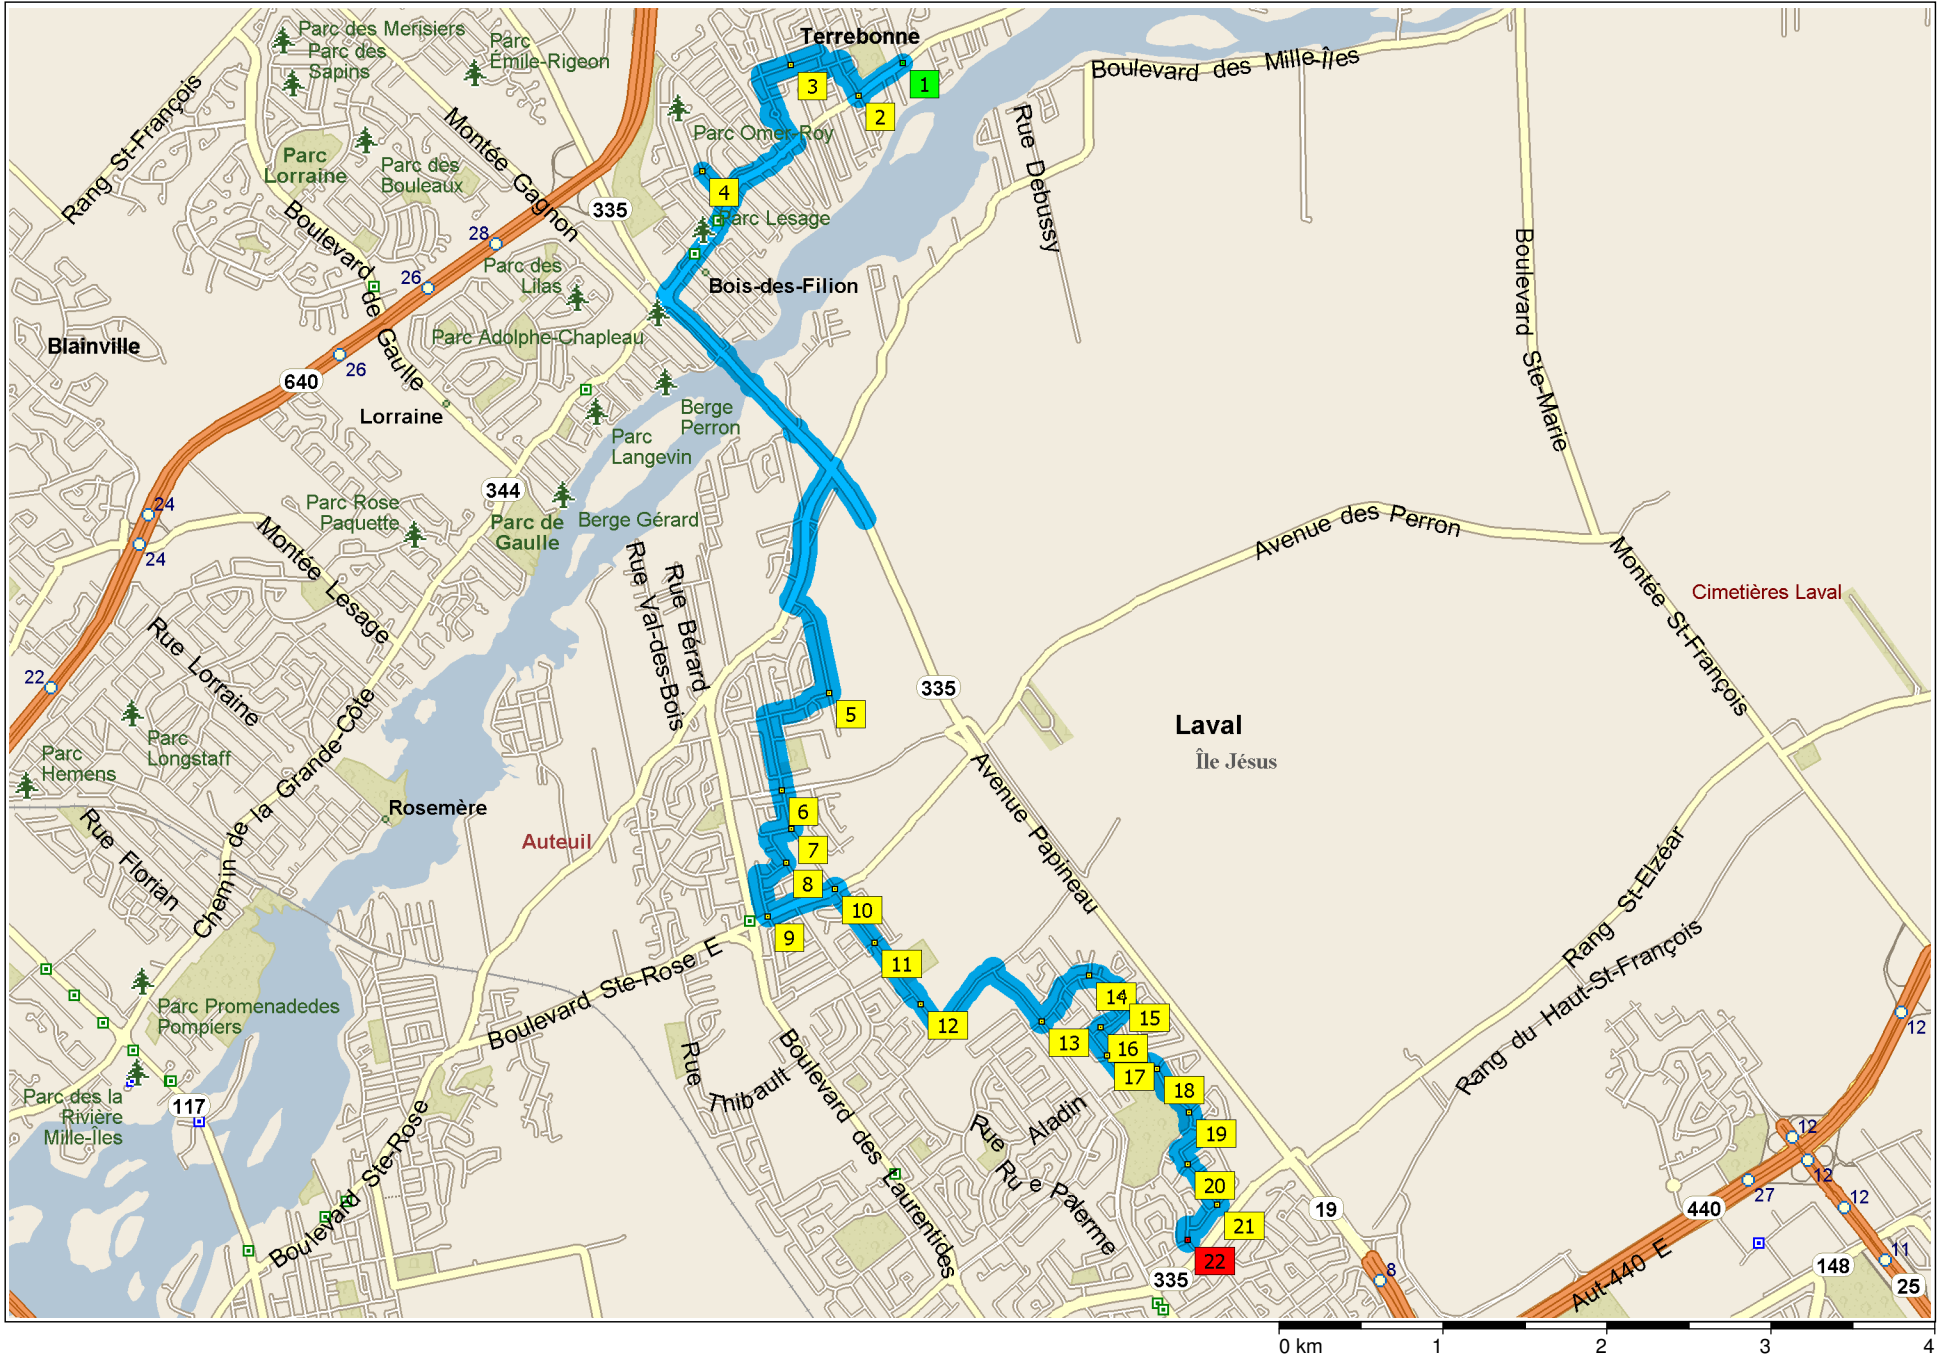 Parc des Merisiers
Parc des
Sapins
Parc
Émile-Rigeon
Terrebonne
1
2
3
Boulevard des Mille-Îles
Rang St-François
Montée Gagnon
Parc Omer-Roy
Rue Debussy
Parc
Lorraine
Parc des
Bouleaux
4
335
Parc Lesage
Boulevard de Gaulle
28
26
Parc des
Lilas
Bois-des-Filion
Boulevard Ste-Marie
Blainville
Parc Adolphe-Chapleau
26
640
Lorraine
Berge
Perron
Parc
Langevin
344
24
Parc Rose
Paquette
Parc de
Gaulle
Berge Gérard
24
Montée Lesage
Avenue des Perron
Rue Val-des-Bois
Rue Bérard
Montée St-François
Cimetières Laval
Rue Lorraine
22
335
5
Laval
Île Jésus
Parc
Longstaff
Parc
Hemens
Chemin de la Grande-Côte
Rosemère
Avenue Papineau
6
Rue Florian
Auteuil
7
8
Rang St-Elzéar
10
9
11
Boulevard Ste-Rose E
Rang du Haut-St-François
14
15
12
13
16
17
18
Parc Promenadedes
Pompiers
12
Rue
Thibault
Boulevard des Laurentides
Parc des la
Rivière
Mille-Îles
117
Rue
Aladin
19
12
12
Boulevard Ste-Rose
Rue Palerme
20
27
12
21
19
440
22
335
8
Aut-440 E
148
11
25
0 km
1
2
3
4